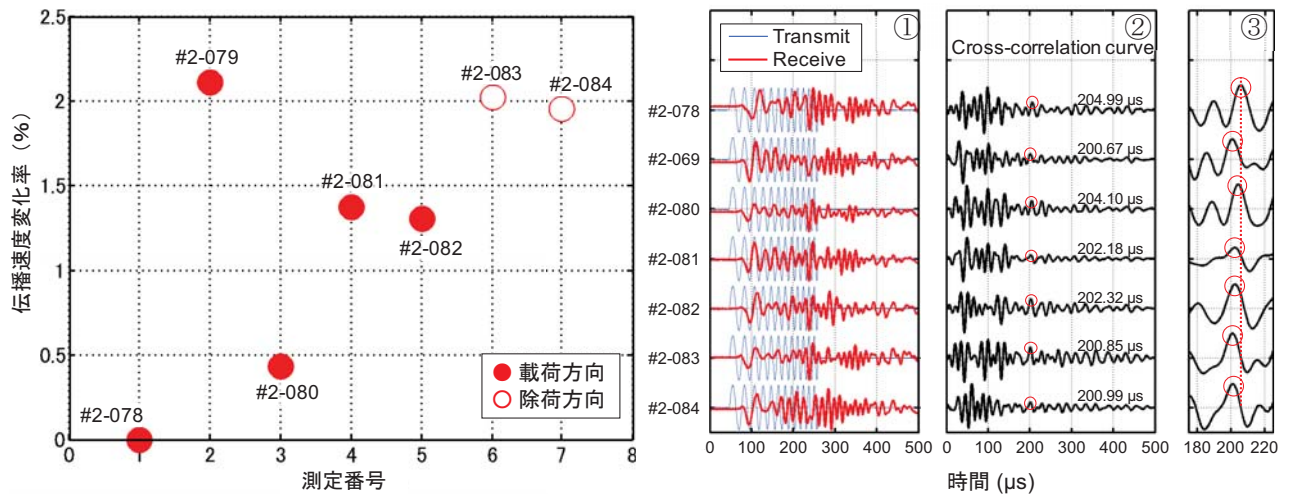 伝播速度変化率 (%)
2.5
2
1.5
1
0.5
0
#2-079
#2-083
#2-084
#2-081
#2-082
#2-080
#2-078
載荷方向
除荷方向
0 1 2 3 4 5 6 7 8
測定番号
①
Transmit
Receive
#2-078
#2-069
#2-080
#2-081
#2-082
#2-083
#2-084
0 100 200 300 400 500
②
Cross-correlation curve
204.99 µs
200.67 µs
204.10 µs
202.18 µs
202.32 µs
200.85 µs
200.99 µs
0 100 200 300 400 500
③
180 200 220
時間 (µs)